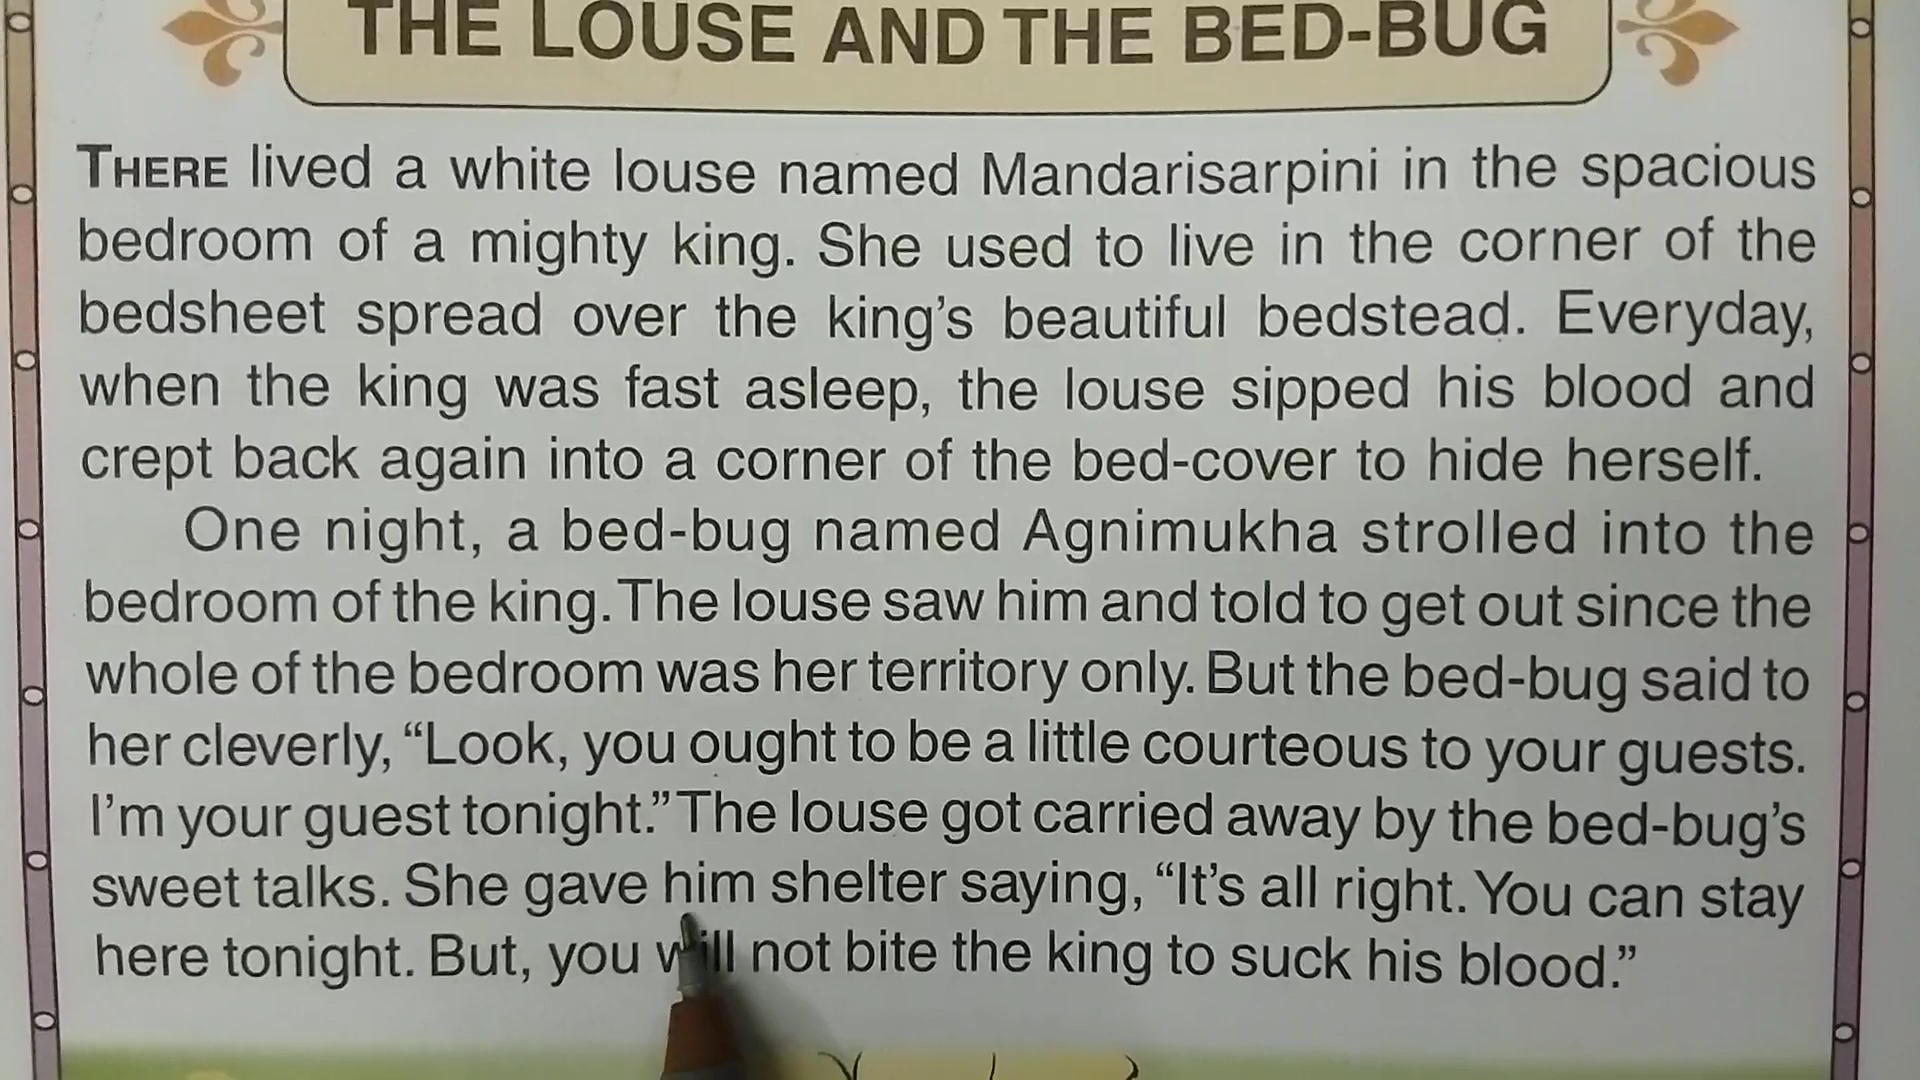 THE LOUSE AND THE BED-BUG
THERE lived a white louse named Mandarisarpini in the spacious
bedroom of a mighty king. She used to live in the corner of the
bedsheet spread over the king's beautiful bedstead. Everyday,
when the king was fast asleep, the louse sipped his blood and
crept back again into a corner of the bed-cover to hide herself.
One night, a bed-bug named Agnimukha strolled into the
bedroom of the king. The louse saw him and told to get out since the
whole of the bedroom was her territory only. But the bed-bug said to
her cleverly, “Look, you ought to be a little courteous to your guests.
I'm your guest tonight.” The louse got carried away by the bed-bug's
sweet talks. She gave him shelter saying, “It's all right. You can stay
here tonight. But, you will not bite the king to suck his blood.”